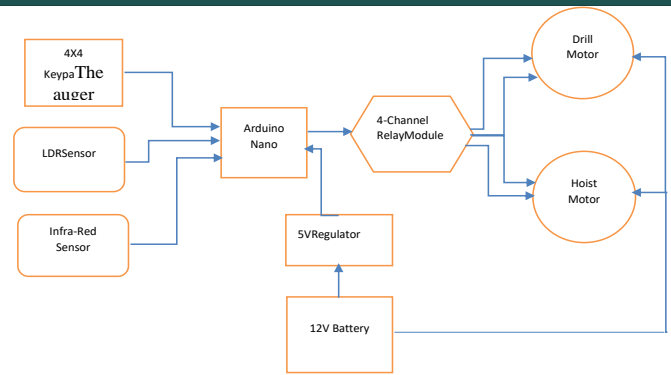 4X4
KeypaThe
auger
LDRSensor
Infra-Red
Sensor
Arduino
Nano
4-Channel
RelayModule
Drill
Motor
Hoist
Motor
5VRegulator
12V Battery